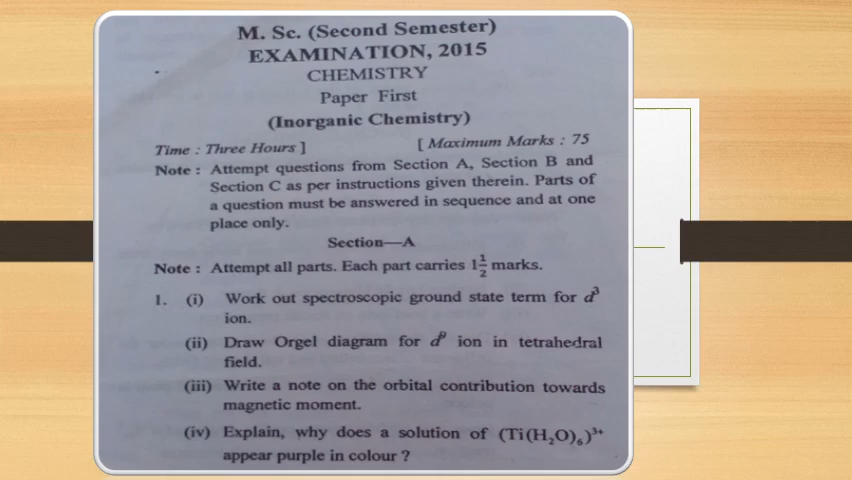 M. Sc. (Second Semester)
EXAMINATION, 2015
CHEMISTRY
Paper First
(Inorganic Chemistry)
Time : Three Hours ] [ Maximum Marks : 75
Note : Attempt questions from Section A, Section B and
Section C as per instructions given therein. Parts of
a question must be answered in sequence and at one
place only.
Section—A
Note : Attempt all parts. Each part carries 1½ marks.
1. (i) Work out spectroscopic ground state term for d³
ion.
(ii) Draw Orgel diagram for d⁹ ion in tetrahedral
field.
(iii) Write a note on the orbital contribution towards
magnetic moment.
(iv) Explain, why does a solution of (Ti(H₂O)₆)³⁺
appear purple in colour ?